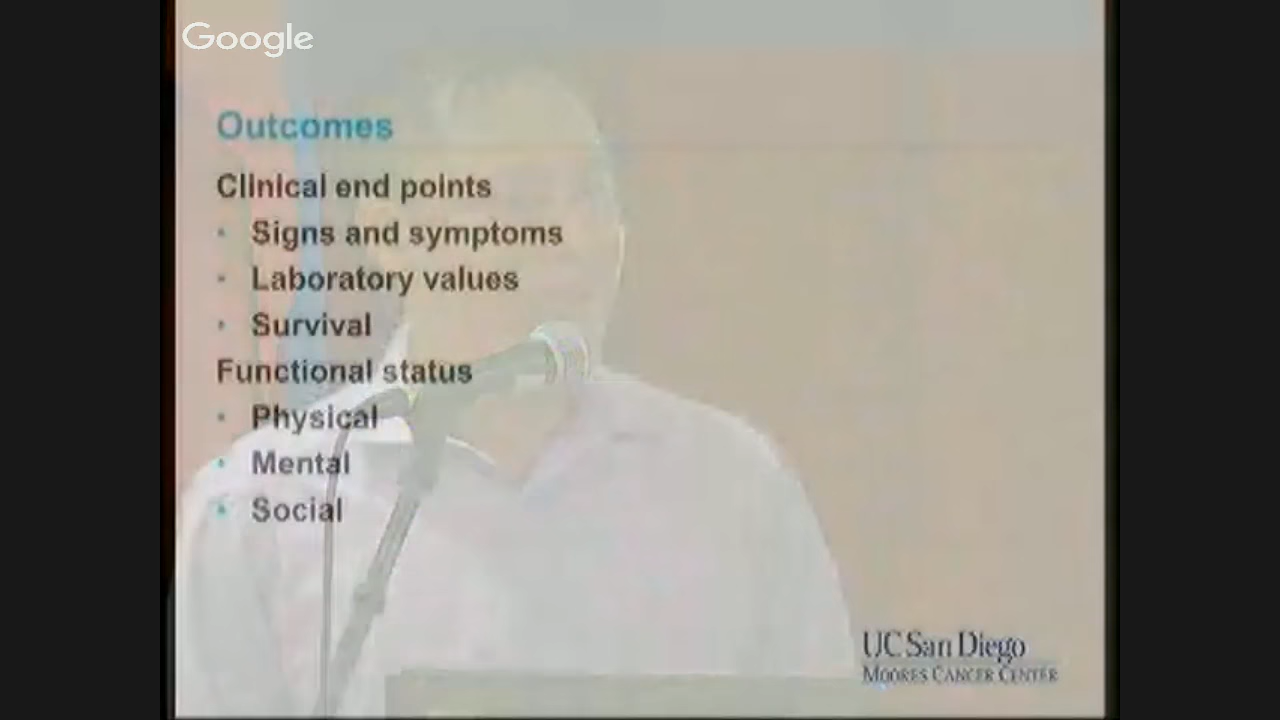 Google
Outcomes
Clinical end points
• Signs and symptoms
• Laboratory values
• Survival
Functional status
• Physical
• Mental
• Social
UC San Diego
MOORES CANCER CENTER